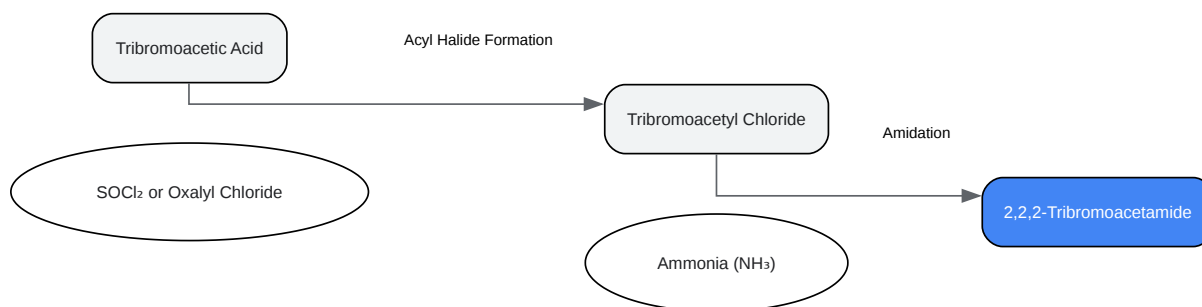 Tribromoacetic Acid
Acyl Halide Formation
Tribromoacetyl Chloride
Amidation
SOCl₂ or Oxalyl Chloride
2,2,2-Tribromoacetamide
Ammonia (NH₃)